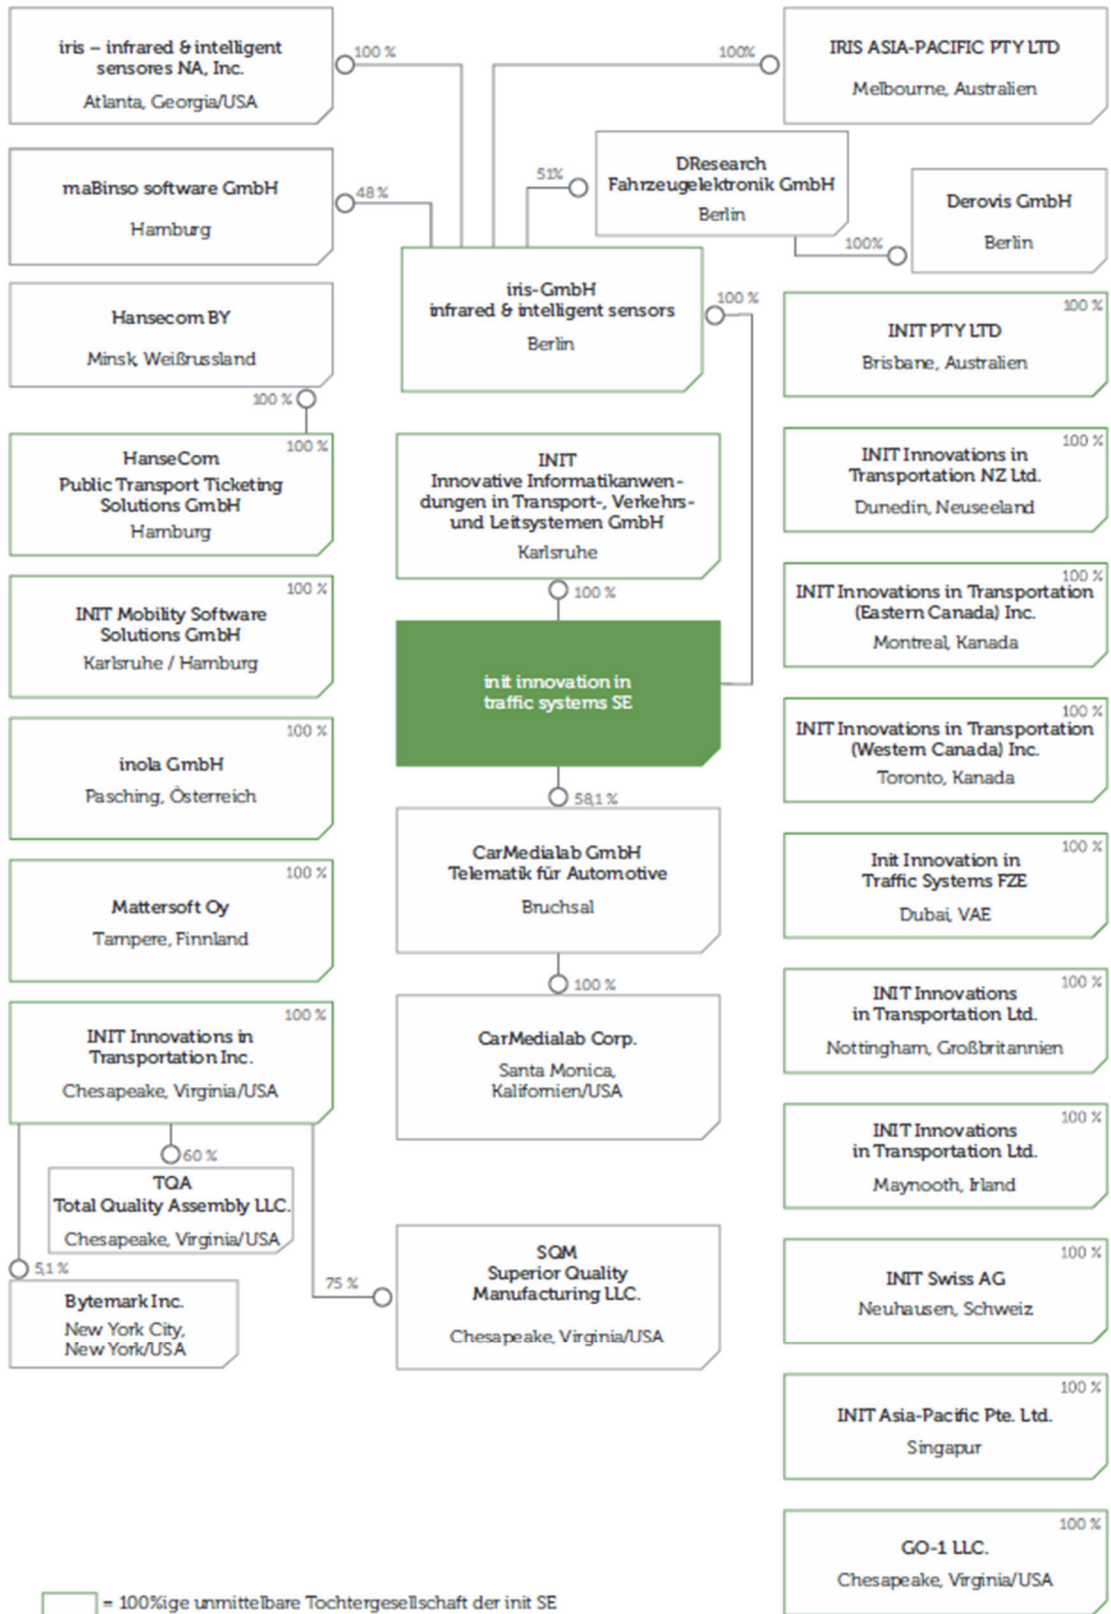 iris – infrared & intelligent
sensores NA, Inc.
Atlanta, Georgia/USA
100 %
100%
IRIS ASIA-PACIFIC PTY LTD
Melbourne, Australien
maBinso software GmbH
Hamburg
48 %
51%
DResearch
Fahrzeugelektronik GmbH
Berlin
100%
Derovis GmbH
Berlin
Hansecom BY
Minsk, Weißrussland
100 %
iris-GmbH
infrared & intelligent sensors
Berlin
100 %
100 %
INIT PTY LTD
Brisbane, Australien
100 %
HanseCom
Public Transport Ticketing
Solutions GmbH
Hamburg
INIT
Innovative Informatikanwen-
dungen in Transport-, Verkehrs-
und Leitsystemen GmbH
Karlsruhe
100 %
100 %
INIT Innovations in
Transportation NZ Ltd.
Dunedin, Neuseeland
100 %
INIT Mobility Software
Solutions GmbH
Karlsruhe / Hamburg
100 %
INIT Innovations in Transportation
(Eastern Canada) Inc.
Montreal, Kanada
init innovation in
traffic systems SE
100 %
inola GmbH
Pasching, Österreich
100 %
INIT Innovations in Transportation
(Western Canada) Inc.
Toronto, Kanada
58,1 %
CarMedialab GmbH
Telematik für Automotive
Bruchsal
100 %
Mattersoft Oy
Tampere, Finnland
100 %
Init Innovation in
Traffic Systems FZE
Dubai, VAE
100 %
CarMedialab Corp.
Santa Monica,
Kalifornien/USA
100 %
INIT Innovations
in Transportation Ltd.
Nottingham, Großbritannien
100 %
INIT Innovations in
Transportation Inc.
Chesapeake, Virginia/USA
100 %
INIT Innovations
in Transportation Ltd.
Maynooth, Irland
60 %
TQA
Total Quality Assembly LLC.
Chesapeake, Virginia/USA
5,1 %
Bytemark Inc.
New York City,
New York/USA
75 %
SQM
Superior Quality
Manufacturing LLC.
Chesapeake, Virginia/USA
100 %
INIT Swiss AG
Neuhausen, Schweiz
100 %
INIT Asia-Pacific Pte. Ltd.
Singapur
100 %
GO-1 LLC.
Chesapeake, Virginia/USA
= 100%ige unmittelbare Tochtergesellschaft der init SE